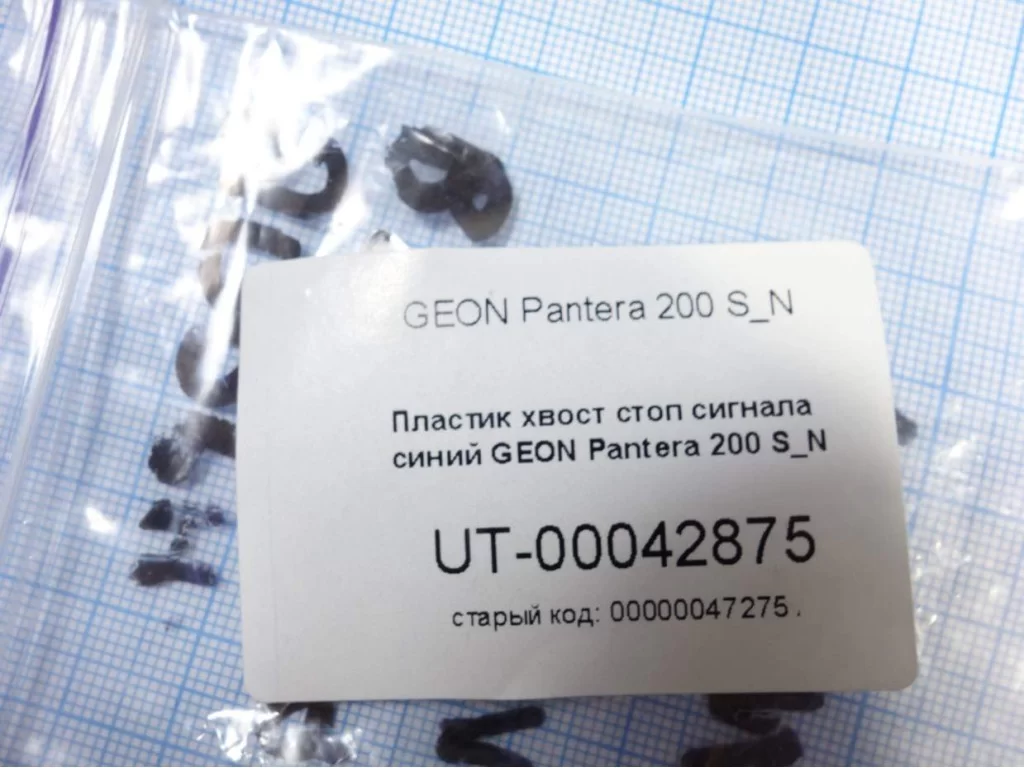 GEON Pantera 200 S_N
Пластик хвост стоп сигнала
синий GEON Pantera 200 S_N
UT-00042875
старый код: 00000047275 .